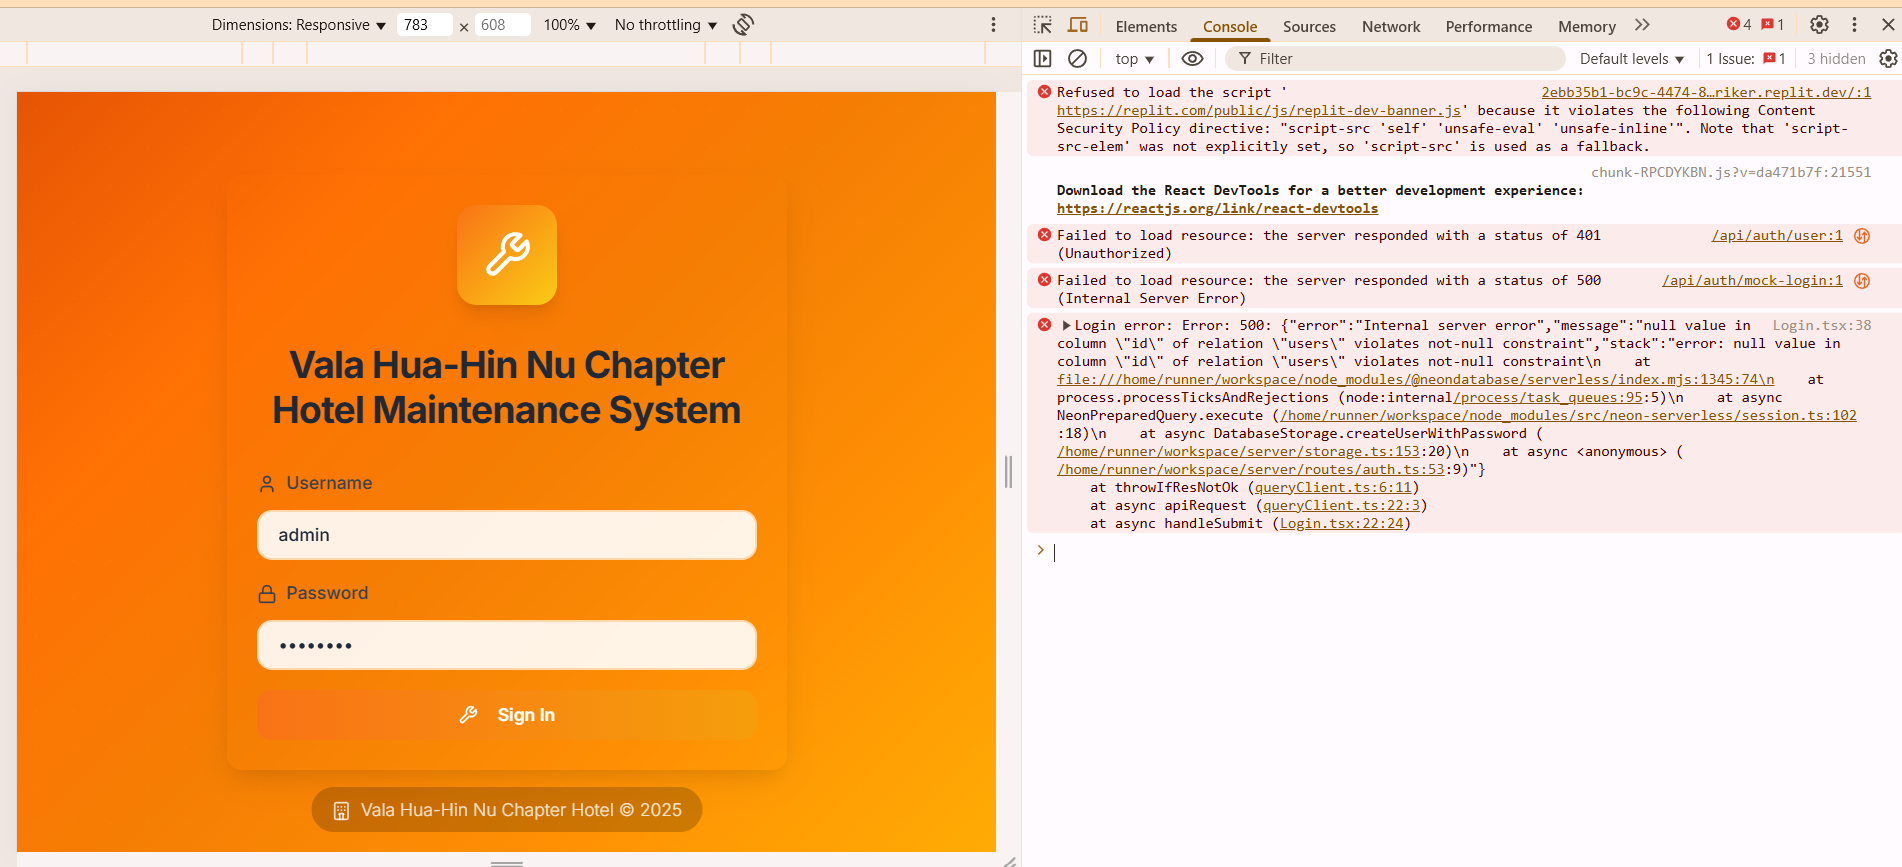 Dimensions: Responsive 783 × 608 100% No throttling
Vala Hua-Hin Nu Chapter
Hotel Maintenance System
Username
admin
Password
••••••••
Sign In
Vala Hua-Hin Nu Chapter Hotel © 2025
Elements Console Sources Network Performance Memory 4 1
top Filter Default levels 1 Issue: 1 3 hidden
Refused to load the script ' 2ebb35b1-bc9c-4474-8…riker.replit.dev/:1
https://replit.com/public/js/replit-dev-banner.js' because it violates the following Content
Security Policy directive: "script-src 'self' 'unsafe-eval' 'unsafe-inline'". Note that 'script-
src-elem' was not explicitly set, so 'script-src' is used as a fallback.
chunk-RPCDYKBN.js?v=da471b7f:21551
Download the React DevTools for a better development experience:
https://reactjs.org/link/react-devtools
Failed to load resource: the server responded with a status of 401 /api/auth/user:1
(Unauthorized)
Failed to load resource: the server responded with a status of 500 /api/auth/mock-login:1
(Internal Server Error)
Login error: Error: 500: {"error":"Internal server error","message":"null value in Login.tsx:38
column \"id\" of relation \"users\" violates not-null constraint","stack":"error: null value in
column \"id\" of relation \"users\" violates not-null constraint\n    at
file:///home/runner/workspace/node_modules/@neondatabase/serverless/index.mjs:1345:74\n    at
process.processTicksAndRejections (node:internal/process/task_queues:95:5)\n    at async
NeonPreparedQuery.execute (/home/runner/workspace/node_modules/src/neon-serverless/session.ts:102
:18)\n    at async DatabaseStorage.createUserWithPassword (
/home/runner/workspace/server/storage.ts:153:20)\n    at async <anonymous> (
/home/runner/workspace/server/routes/auth.ts:53:9)"}
at throwIfResNotOk (queryClient.ts:6:11)
at async apiRequest (queryClient.ts:22:3)
at async handleSubmit (Login.tsx:22:24)